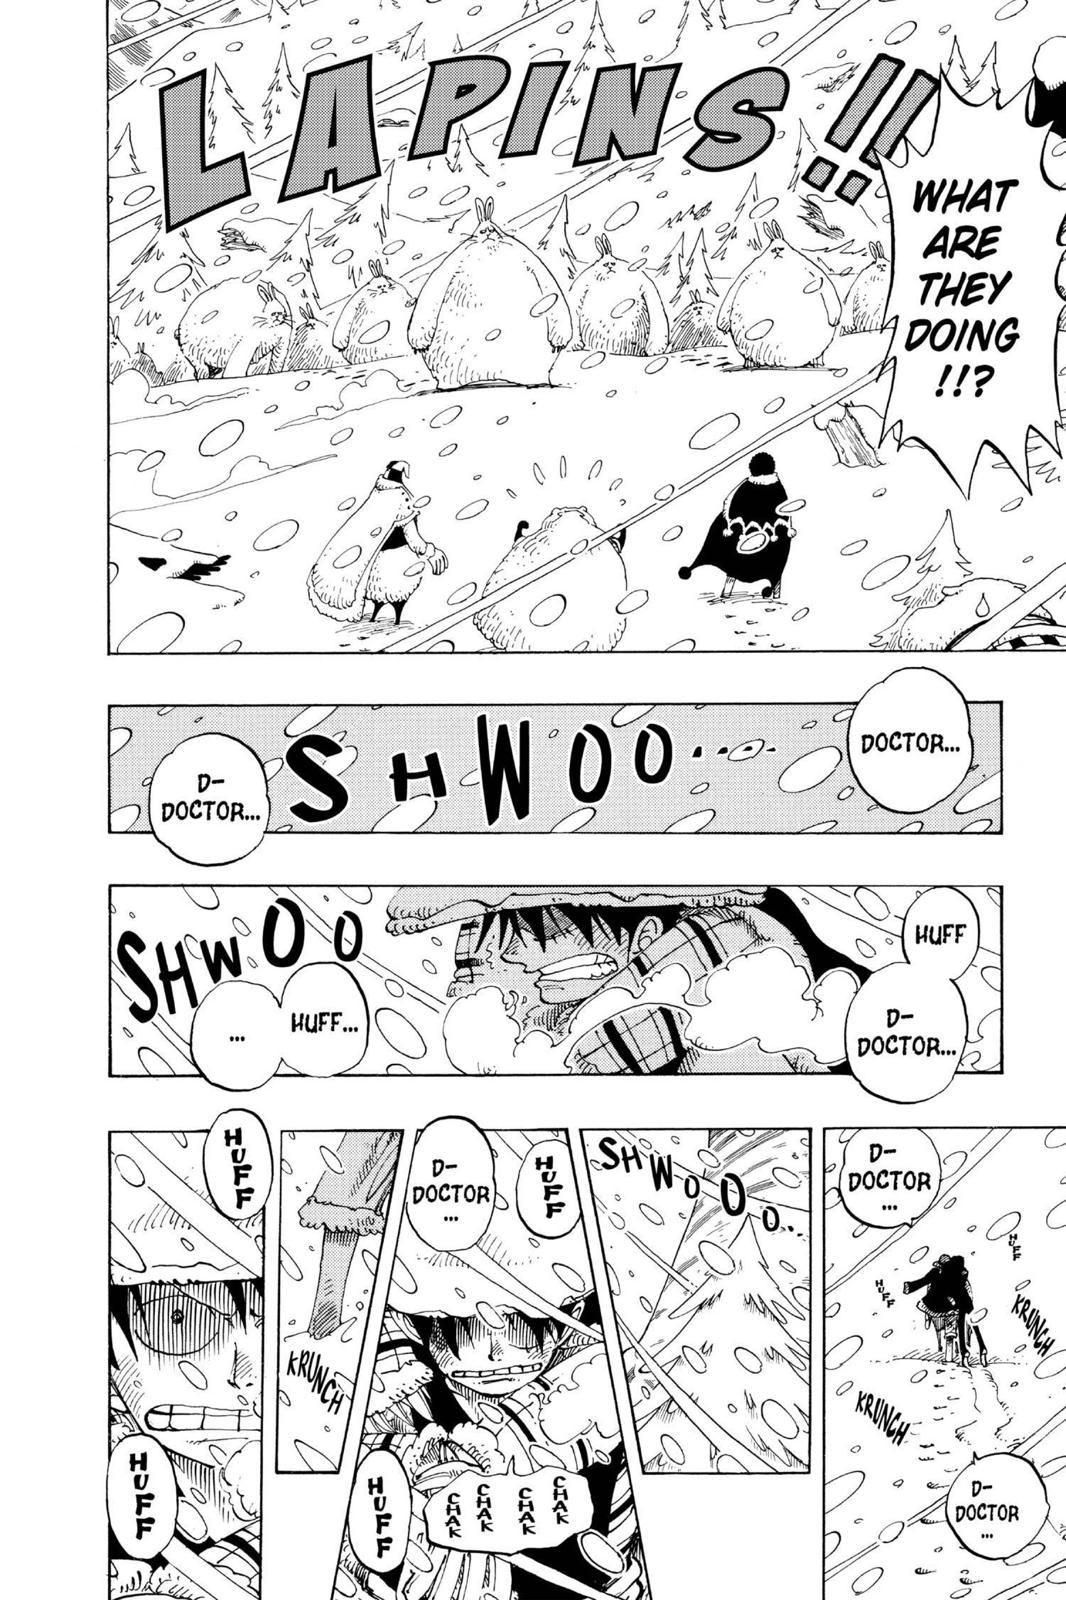 LAPINS!!
WHAT
ARE
THEY
DOING
!!?
DOCTOR...
SHWOO...
D-
DOCTOR...
HUFF
D-
DOCTOR...
SHWOO
HUFF...
...
D-
DOCTOR
...
HUFF
HUFF
KRUNCH
KRUNCH
D-
DOCTOR
...
SHWOOO..
HUFF
D-
DOCTOR
...
CHAK
CHAK
CHAK
CHAK
HUFF
KRUNCH
HUFF
HUFF